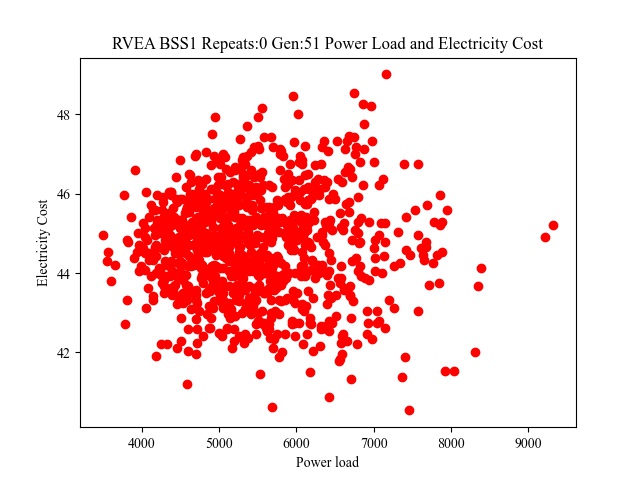 RVEA BSS1 Repeats:0 Gen:51 Power Load and Electricity Cost
48
46
44
42
Electricity Cost
4000 5000 6000 7000 8000 9000
Power load